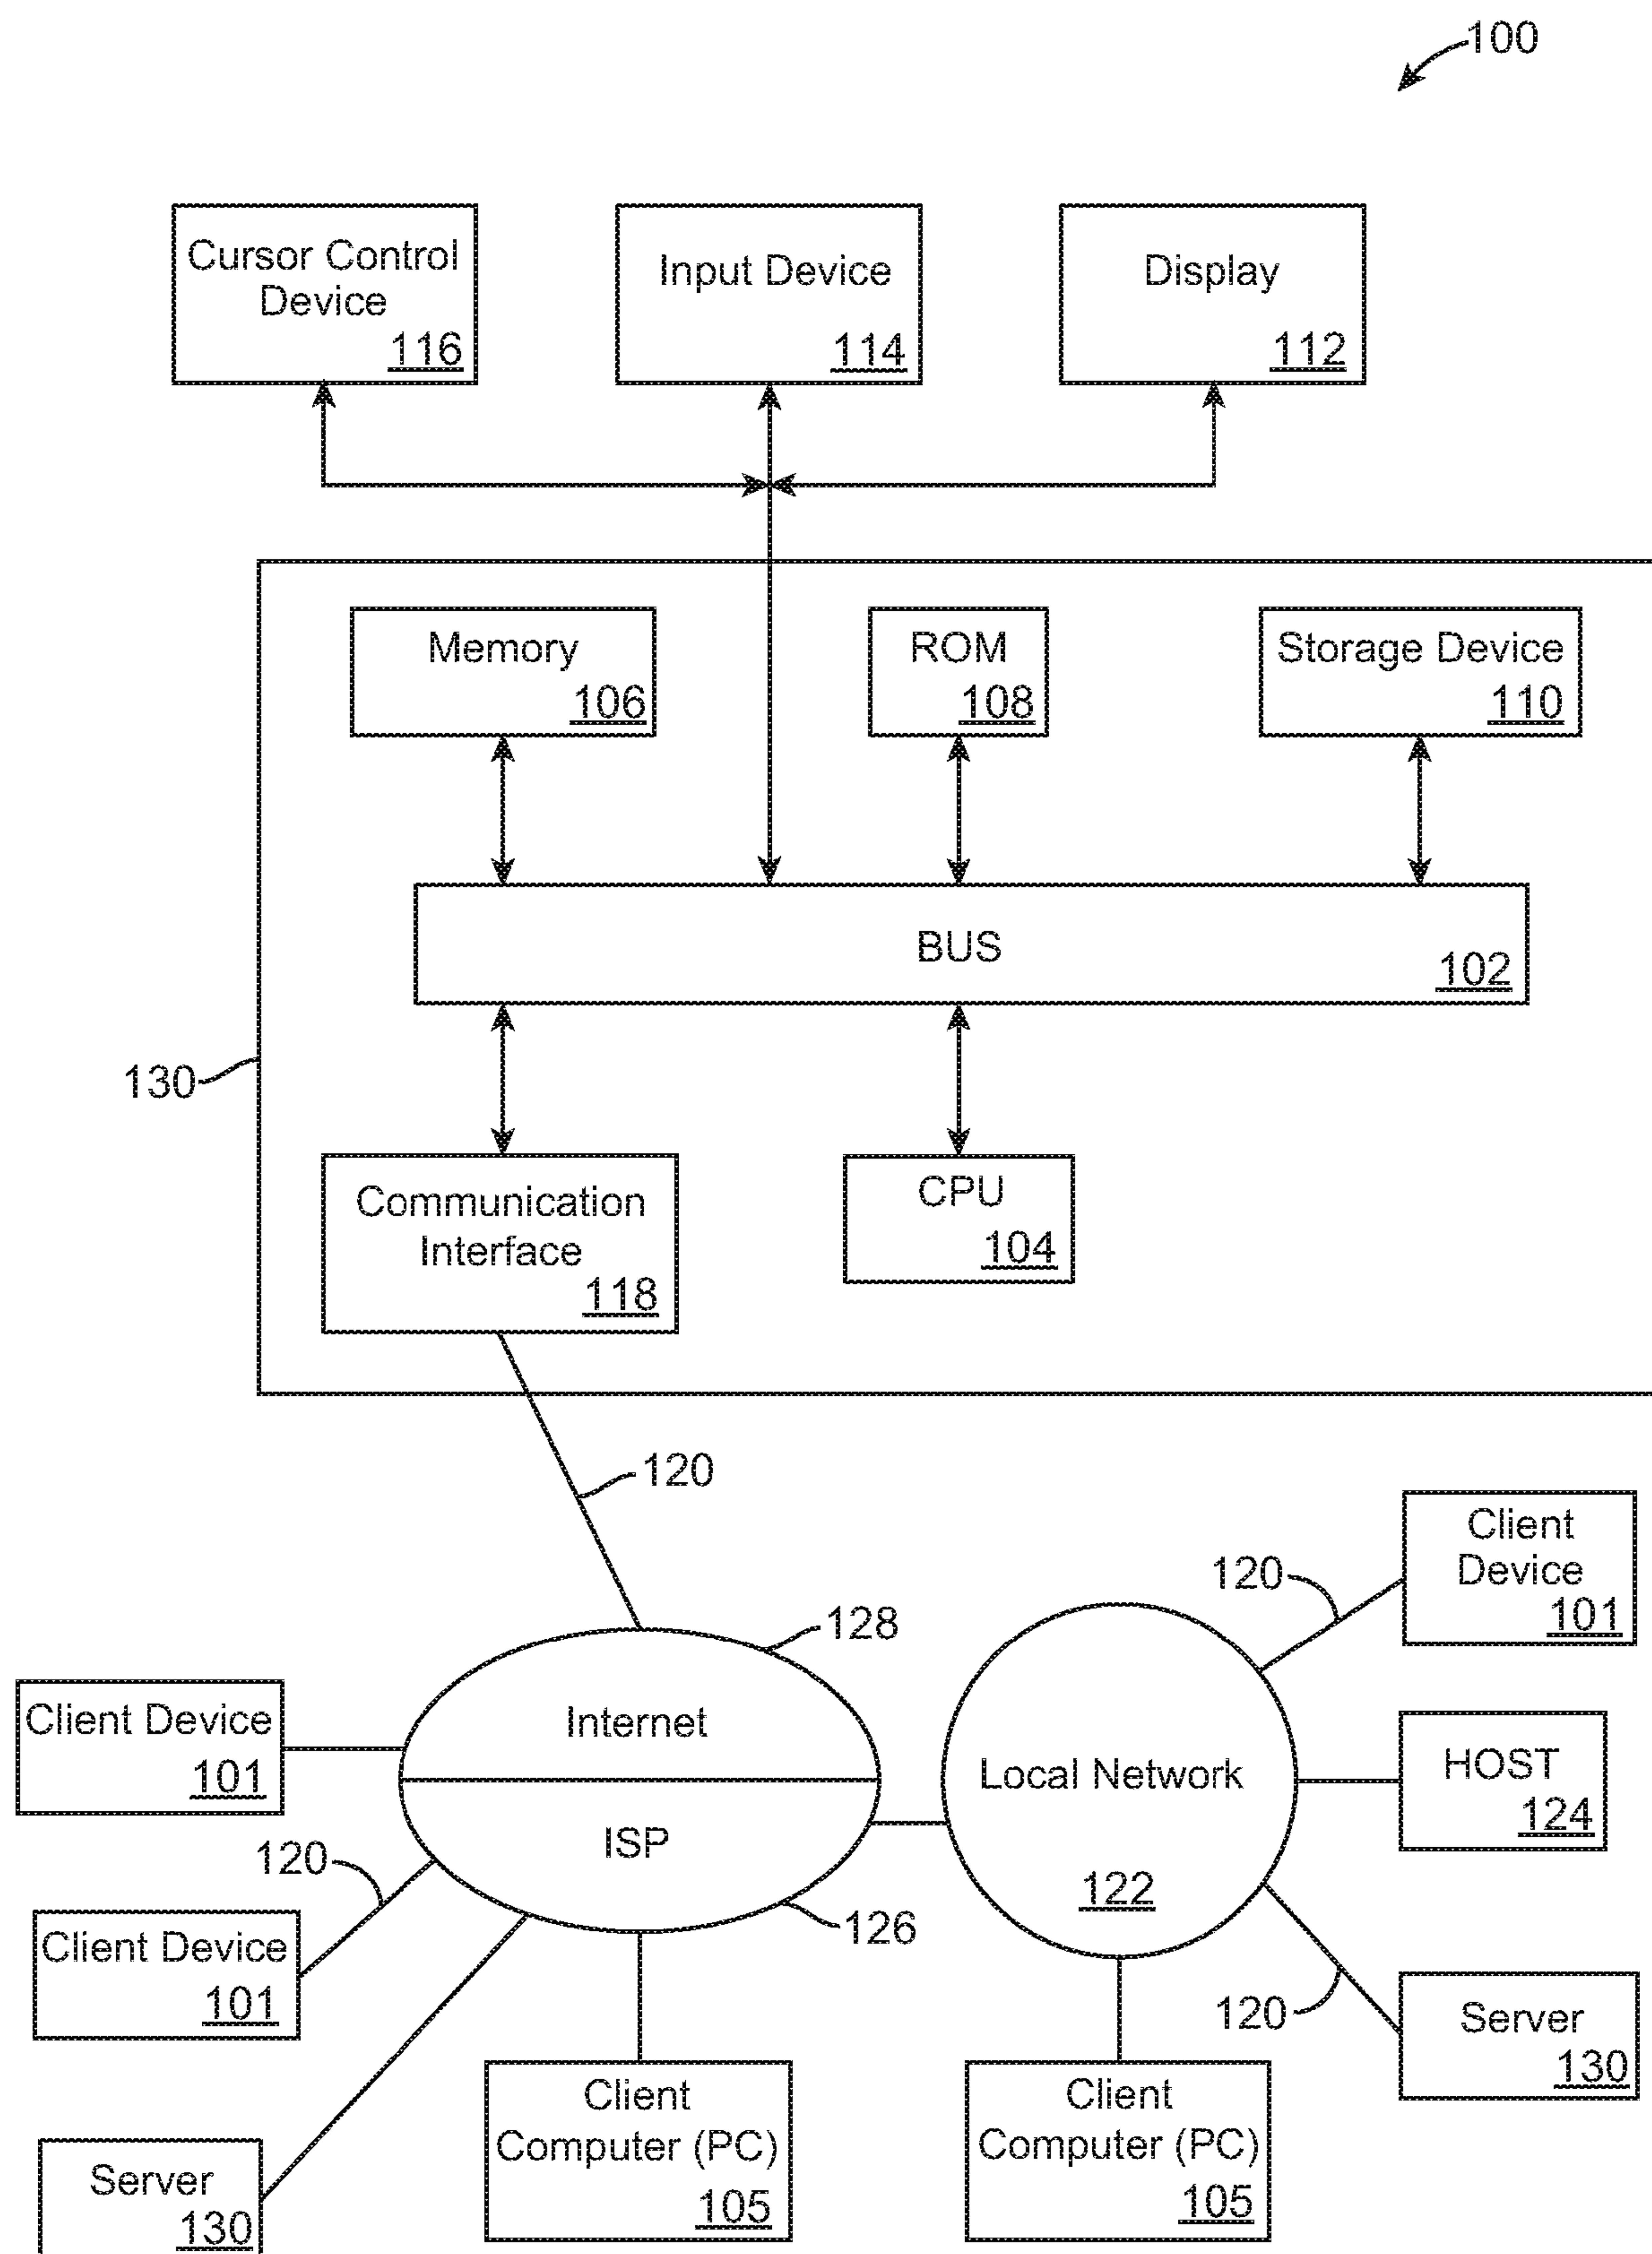 100
Cursor Control
Device
116
Input Device
114
Display
112
Memory
106
ROM
108
Storage Device
110
BUS
102
130
Communication
Interface
118
CPU
104
120
Client
Device
101
120
128
Internet
Client Device
101
Local Network
122
HOST
124
ISP
120
126
Client Device
101
120
Server
130
Client
Computer (PC)
105
Client
Computer (PC)
105
Server
130